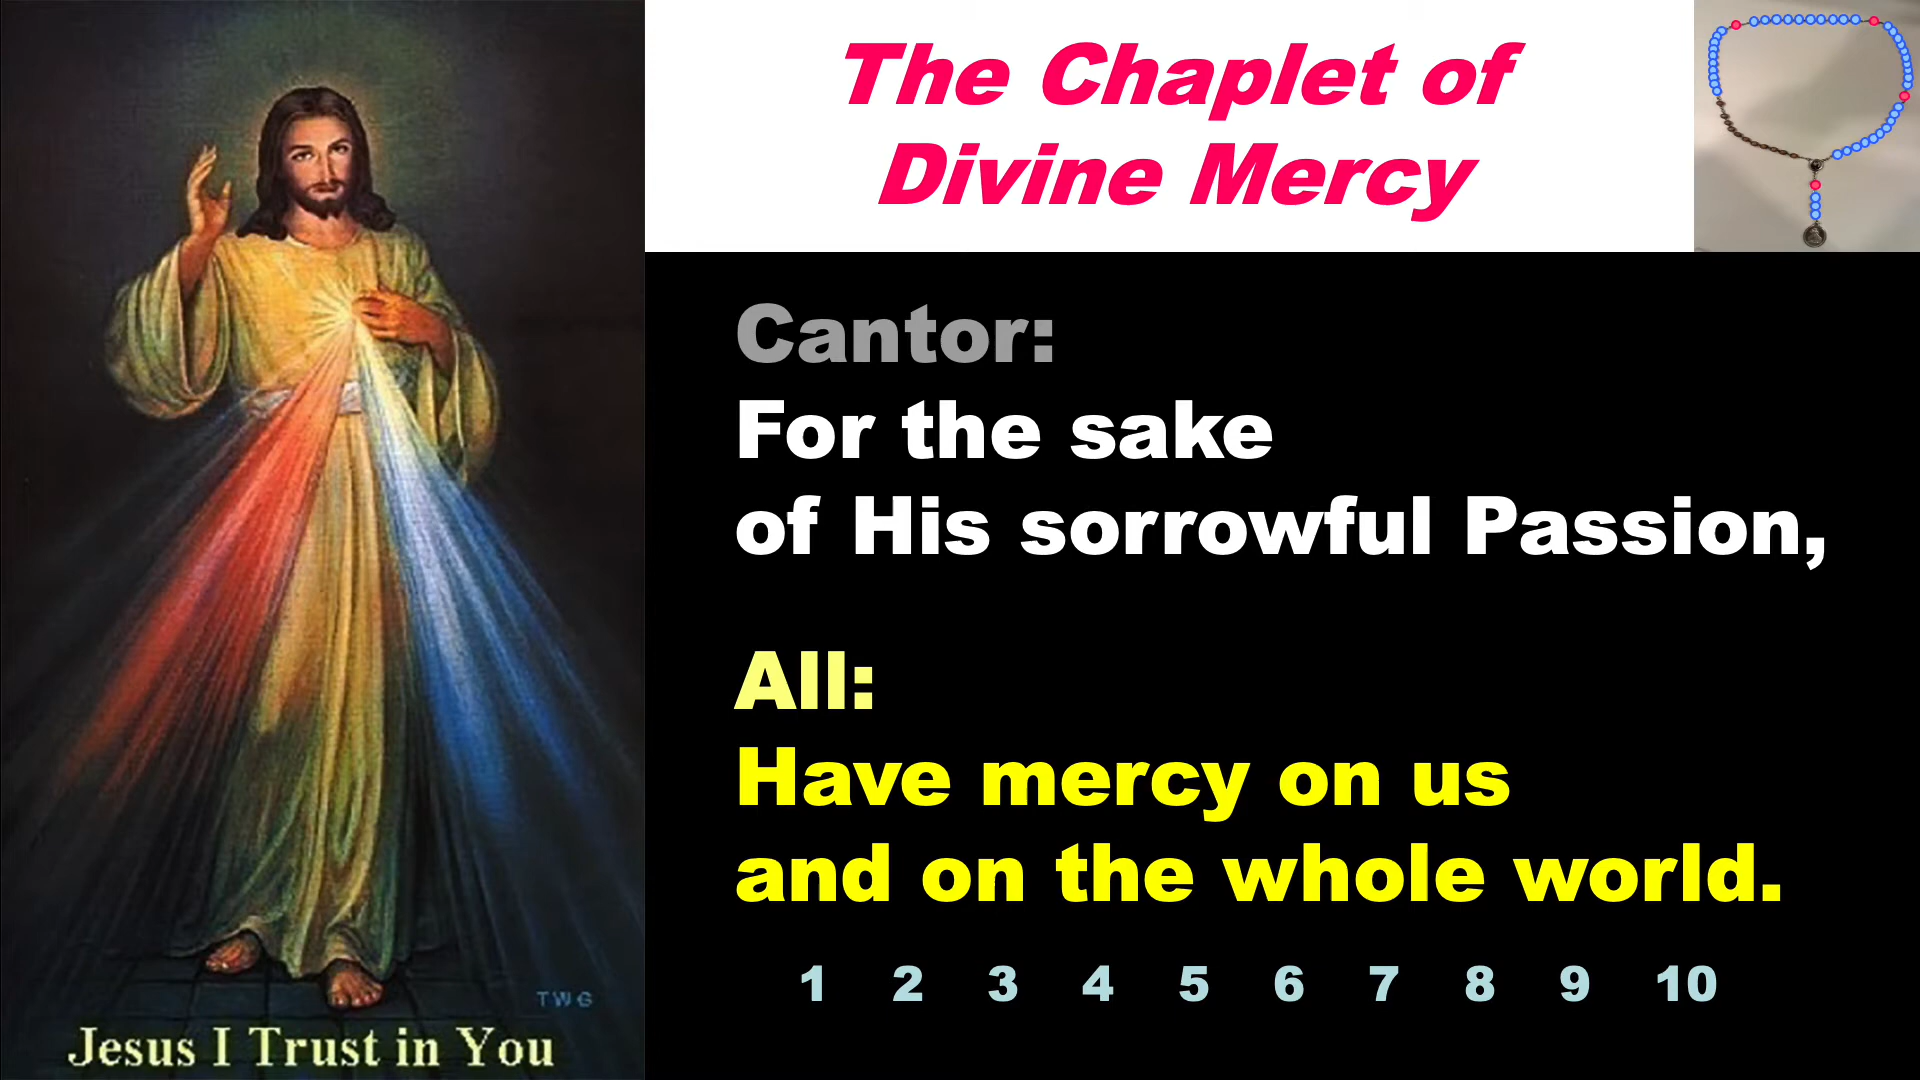 The Chaplet of
Divine Mercy
Cantor:
For the sake
of His sorrowful Passion,
All:
Have mercy on us
and on the whole world.
1 2 3 4 5 6 7 8 9 10
TWG
Jesus I Trust in You